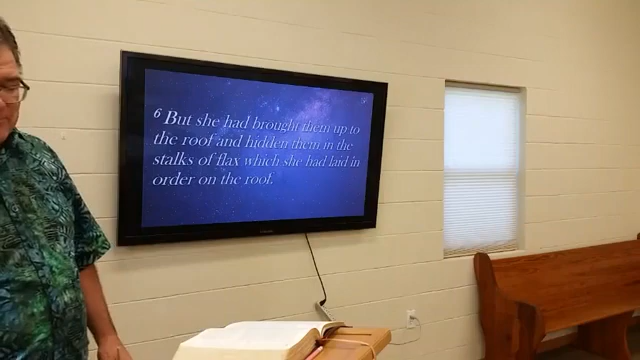 6 But she had brought them up to
the roof and hidden them in the
stalks of flax which she had laid in
order on the roof.